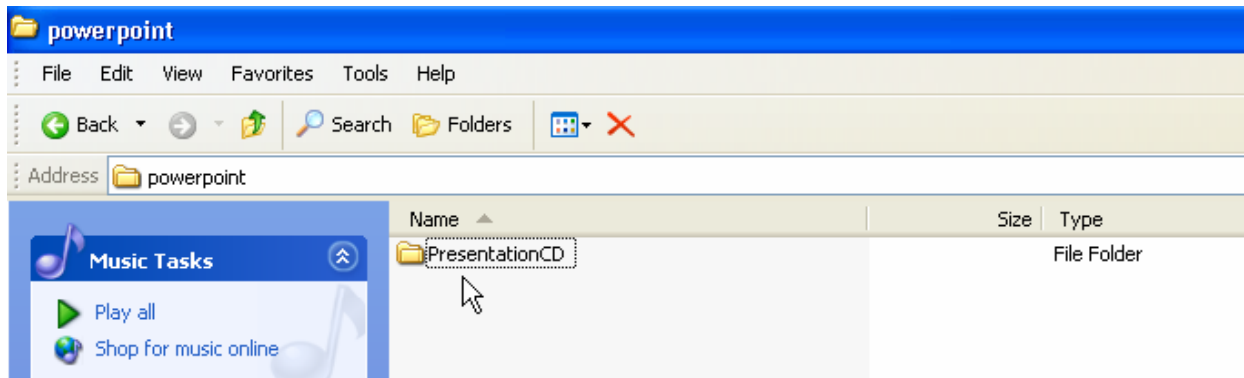 powerpoint
File Edit View Favorites Tools Help
Back Search Folders
Address powerpoint
Name Size Type
PresentationCD File Folder
Music Tasks
Play all
Shop for music online